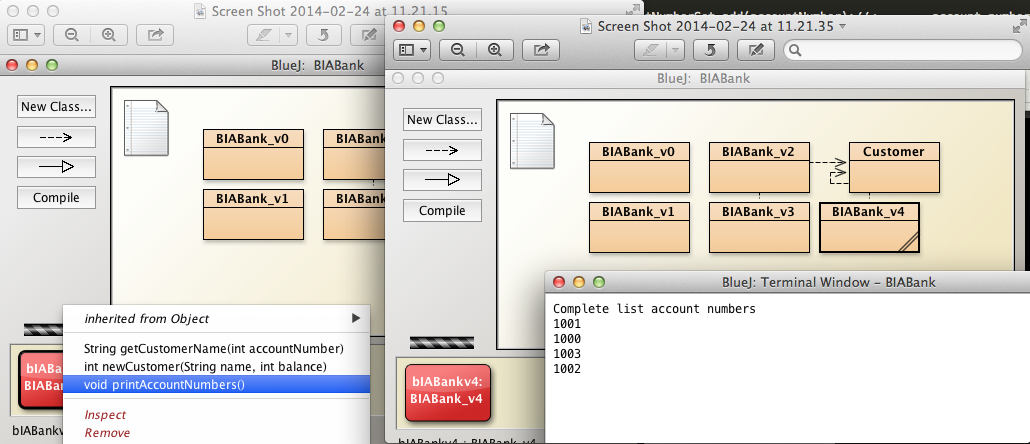 Screen Shot 2014-02-24 at 11.21.15
BlueJ: BIABank
New Class...
Compile
BIABank_v0
BIABank
BIABank_v1
BIABank
inherited from Object
String getCustomerName(int accountNumber)
int newCustomer(String name, int balance)
void printAccountNumbers()
Inspect
Remove
bIABan
BIABan
bIABankv
Screen Shot 2014-02-24 at 11.21.35
BlueJ: BIABank
New Class...
Compile
BIABank_v0
BIABank_v2
Customer
BIABank_v1
BIABank_v3
BIABank_v4
bIABankv4:
BIABank_v4
bIABankv4 : BIABank_v4
BlueJ: Terminal Window - BIABank
Complete list account numbers
1001
1000
1003
1002